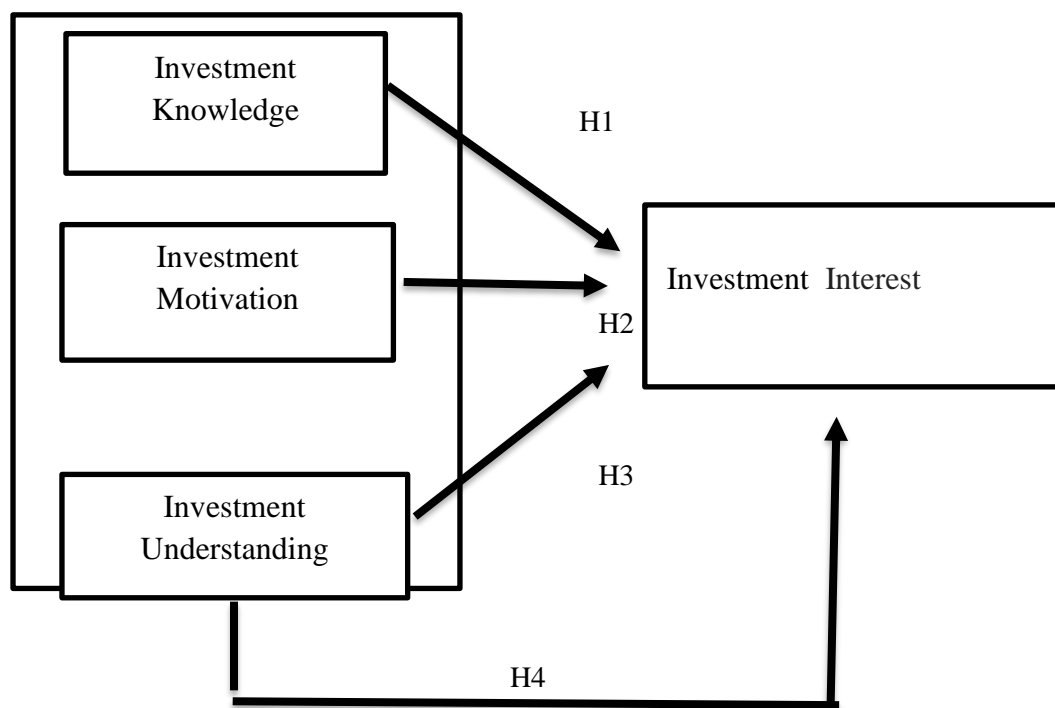 Investment
Knowledge
H1
Investment
Motivation
Investment Interest
H2
H3
Investment
Understanding
H4